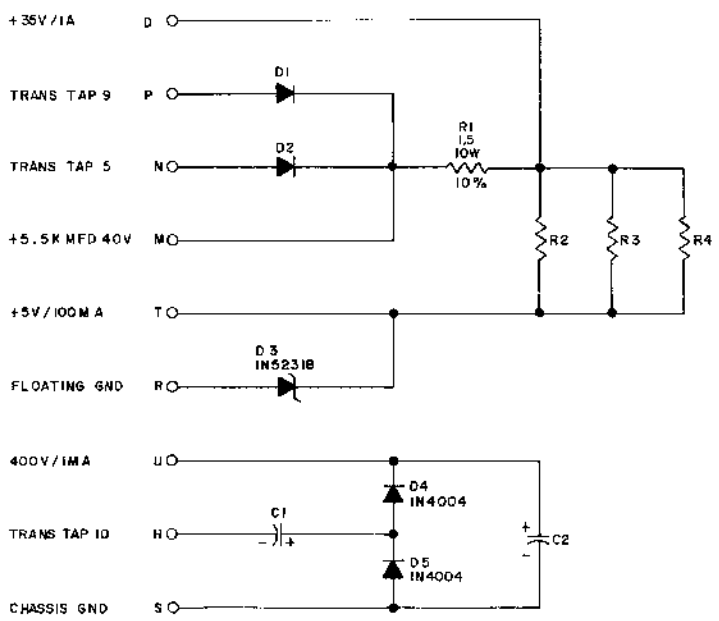 +35V/1A D
D1
TRANS TAP 9 P
R1
1.5
10W
10%
D2
TRANS TAP 5 N
R2 R3 R4
+5.5K MFD 40V M
+5V/100MA T
D3
1N5231B
FLOATING GND R
400V/1MA U
D4
1N4004
C1
TRANS TAP 10 H
- +
+
C2
-
D5
1N4004
CHASSIS GND S